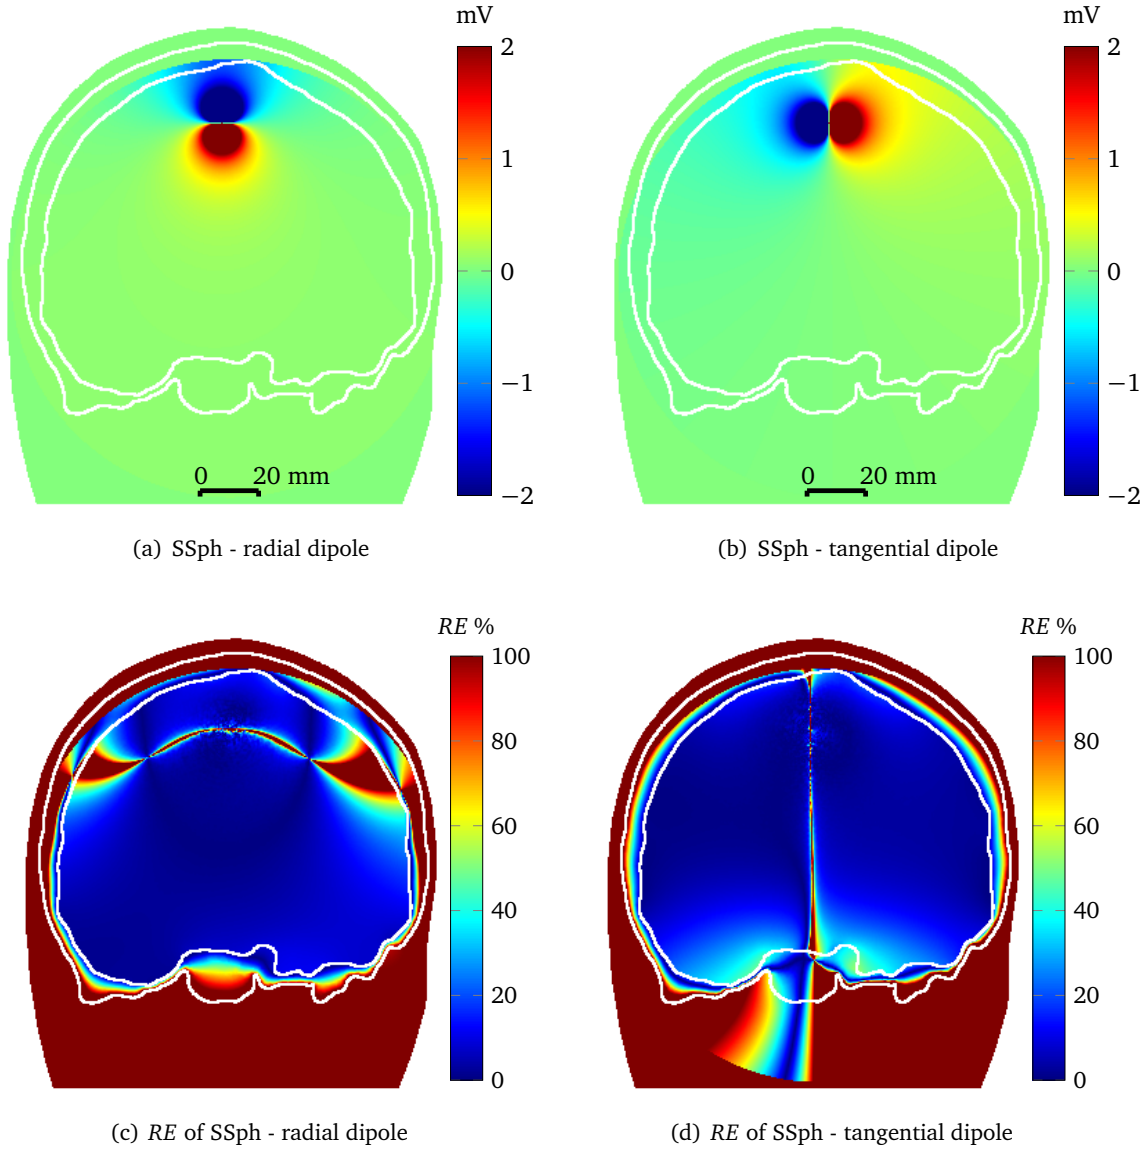 mV
2
1
0
−1
−2
0 20 mm
(a) SSph - radial dipole
mV
2
1
0
−1
−2
0 20 mm
(b) SSph - tangential dipole
RE %
100
80
60
40
20
0
(c) RE of SSph - radial dipole
RE %
100
80
60
40
20
0
(d) RE of SSph - tangential dipole